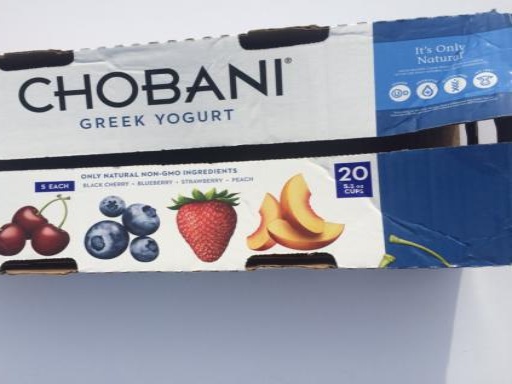 CHOBANI®
GREEK YOGURT
It's Only
Natural
ONLY NATURAL NON-GMO INGREDIENTS
5 EACH
BLACK CHERRY • BLUEBERRY • STRAWBERRY • PEACH
20
5.3 oz
CUPS